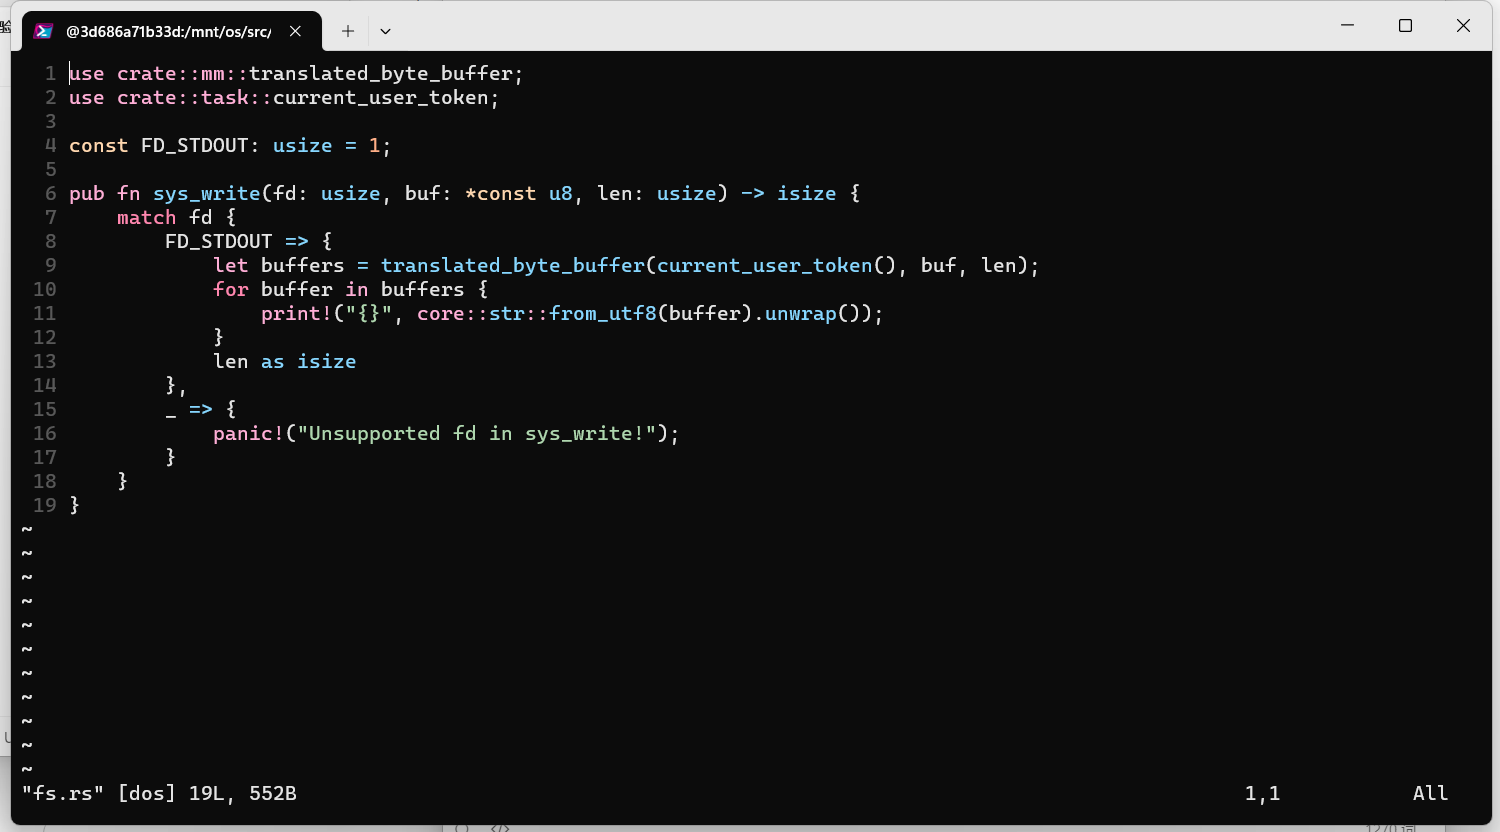 验
@3d686a71b33d:/mnt/os/src/
1 use crate::mm::translated_byte_buffer;
2 use crate::task::current_user_token;
3
4 const FD_STDOUT: usize = 1;
5
6 pub fn sys_write(fd: usize, buf: *const u8, len: usize) -> isize {
7     match fd {
8         FD_STDOUT => {
9             let buffers = translated_byte_buffer(current_user_token(), buf, len);
10             for buffer in buffers {
11                 print!("{}", core::str::from_utf8(buffer).unwrap());
12             }
13             len as isize
14         },
15         _ => {
16             panic!("Unsupported fd in sys_write!");
17         }
18     }
19 }
~
~
~
~
~
~
~
~
~
~
~
"fs.rs" [dos] 19L, 552B 1,1 All